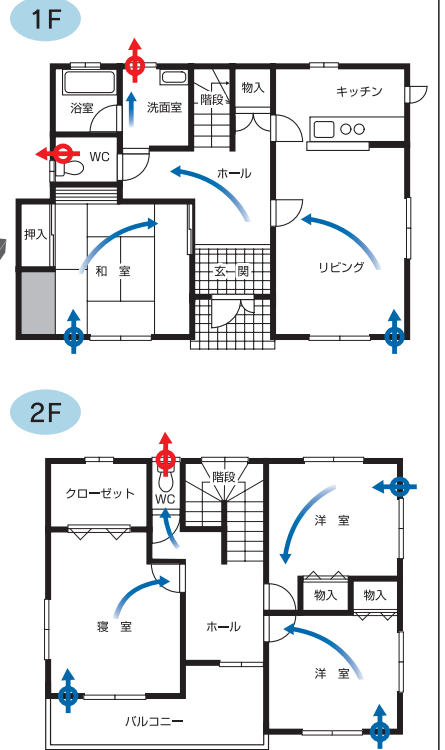 1F
浴室
洗面室
階段
物入
キッチン
WC
ホール
押入
和 室
玄 関
リビング
2F
クローゼット
WC
階段
洋 室
物入
物入
寝 室
ホール
洋 室
バルコニー